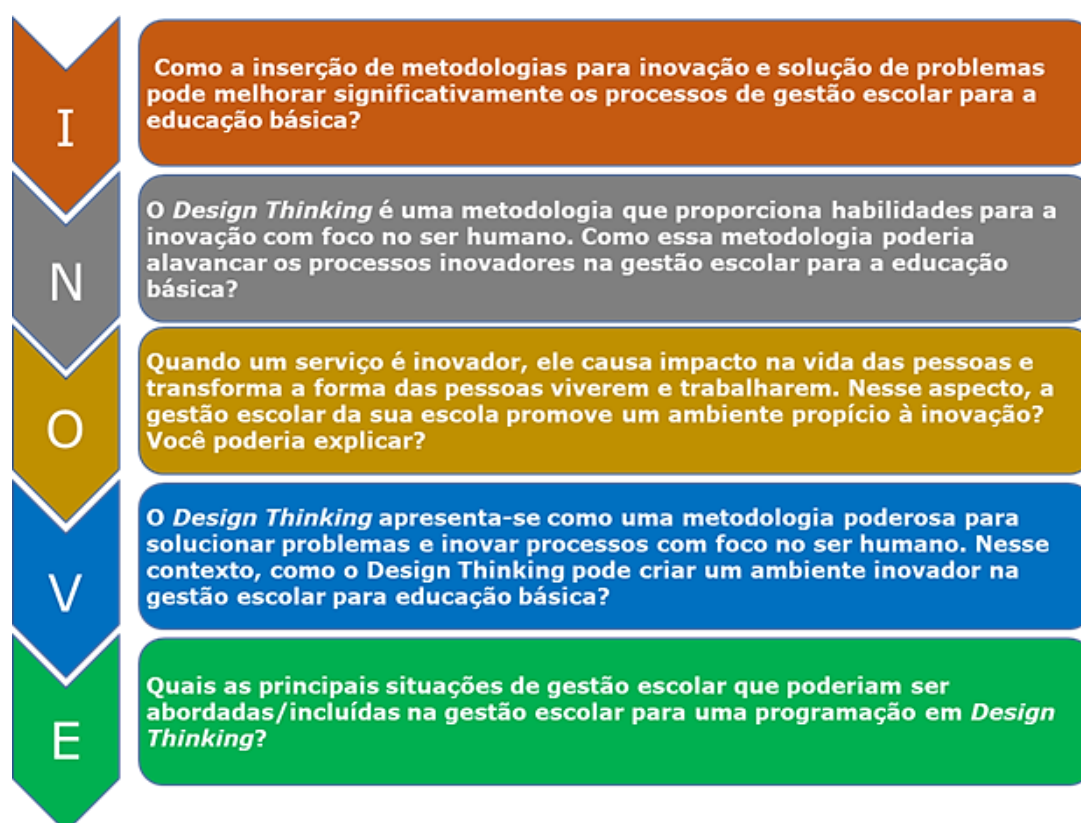 I
Como a inserção de metodologias para inovação e solução de problemas
pode melhorar significativamente os processos de gestão escolar para a
educação básica?
N
O Design Thinking é uma metodologia que proporciona habilidades para a
inovação com foco no ser humano. Como essa metodologia poderia
alavancar os processos inovadores na gestão escolar para a educação
básica?
O
Quando um serviço é inovador, ele causa impacto na vida das pessoas e
transforma a forma das pessoas viverem e trabalharem. Nesse aspecto, a
gestão escolar da sua escola promove um ambiente propício à inovação?
Você poderia explicar?
V
O Design Thinking apresenta-se como uma metodologia poderosa para
solucionar problemas e inovar processos com foco no ser humano. Nesse
contexto, como o Design Thinking pode criar um ambiente inovador na
gestão escolar para educação básica?
E
Quais as principais situações de gestão escolar que poderiam ser
abordadas/incluídas na gestão escolar para uma programação em Design
Thinking?